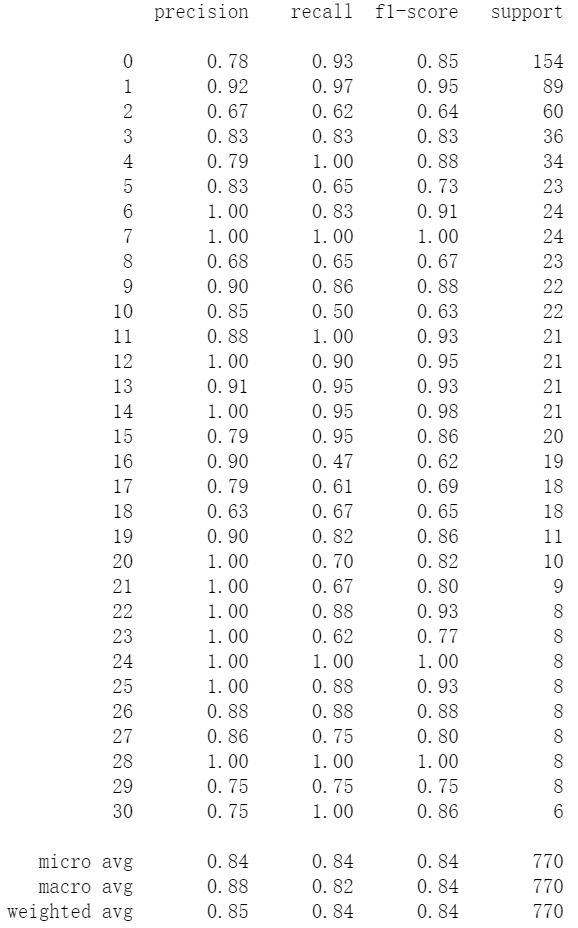 precision recall f1-score support
0 0.78 0.93 0.85 154
1 0.92 0.97 0.95 89
2 0.67 0.62 0.64 60
3 0.83 0.83 0.83 36
4 0.79 1.00 0.88 34
5 0.83 0.65 0.73 23
6 1.00 0.83 0.91 24
7 1.00 1.00 1.00 24
8 0.68 0.65 0.67 23
9 0.90 0.86 0.88 22
10 0.85 0.50 0.63 22
11 0.88 1.00 0.93 21
12 1.00 0.90 0.95 21
13 0.91 0.95 0.93 21
14 1.00 0.95 0.98 21
15 0.79 0.95 0.86 20
16 0.90 0.47 0.62 19
17 0.79 0.61 0.69 18
18 0.63 0.67 0.65 18
19 0.90 0.82 0.86 11
20 1.00 0.70 0.82 10
21 1.00 0.67 0.80 9
22 1.00 0.88 0.93 8
23 1.00 0.62 0.77 8
24 1.00 1.00 1.00 8
25 1.00 0.88 0.93 8
26 0.88 0.88 0.88 8
27 0.86 0.75 0.80 8
28 1.00 1.00 1.00 8
29 0.75 0.75 0.75 8
30 0.75 1.00 0.86 6
micro avg 0.84 0.84 0.84 770
macro avg 0.88 0.82 0.84 770
weighted avg 0.85 0.84 0.84 770